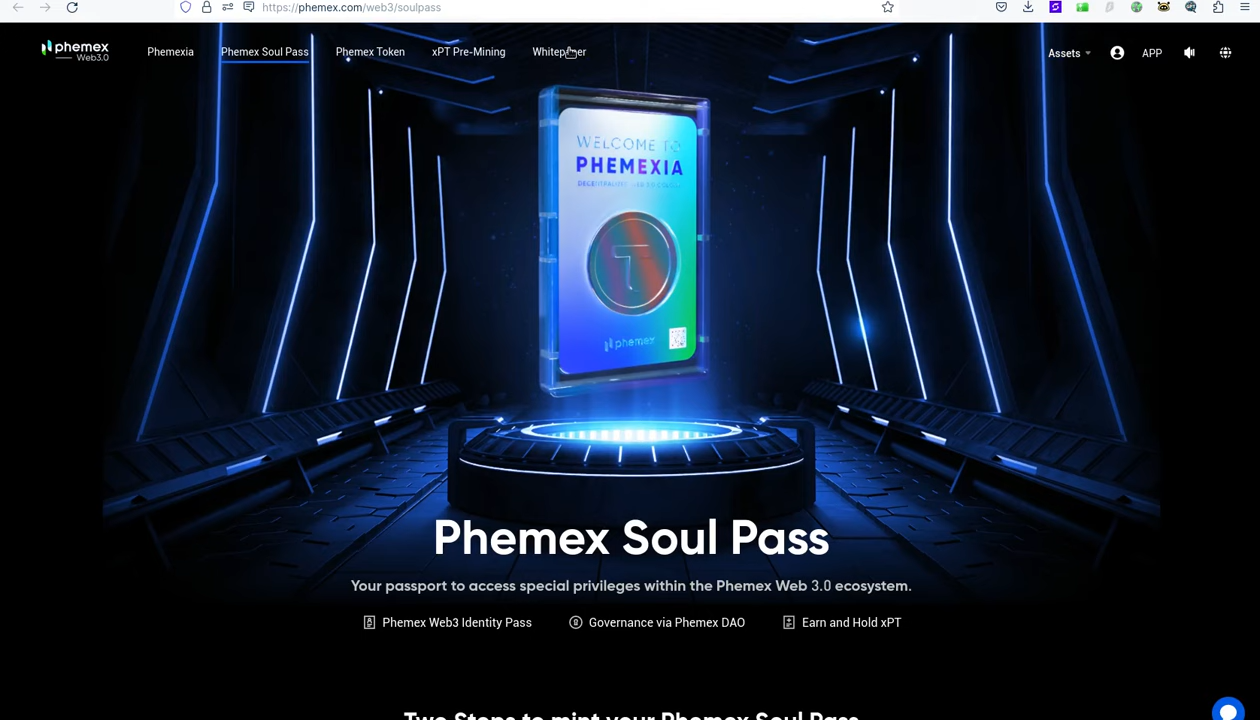 https://phemex.com/web3/soulpass
phemex
Web3.0
Phemexia
Phemex Soul Pass
Phemex Token
xPT Pre-Mining
Whitepaper
Assets
APP
WELCOME TO
PHEMEXIA
phemex
Phemex Soul Pass
Your passport to access special privileges within the Phemex Web 3.0 ecosystem.
Phemex Web3 Identity Pass
Governance via Phemex DAO
Earn and Hold xPT
Two Steps to mint your Phemex Soul Pass